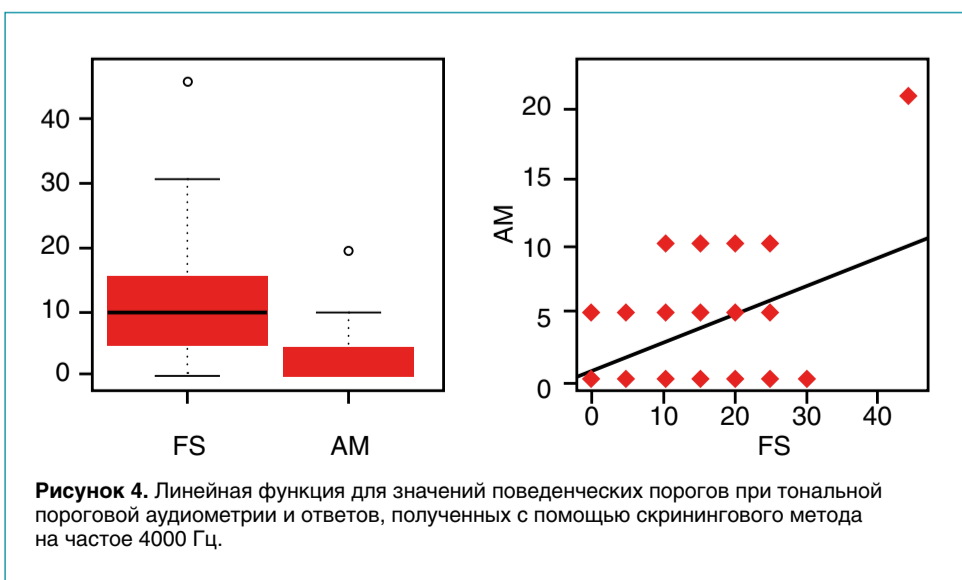 40
30
20
10
0
FS
AM
20
15
10
5
0
AM
0
10
20
30
40
FS
Рисунок 4. Линейная функция для значений поведенческих порогов при тональной
пороговой аудиометрии и ответов, полученных с помощью скринингового метода
на частое 4000 Гц.